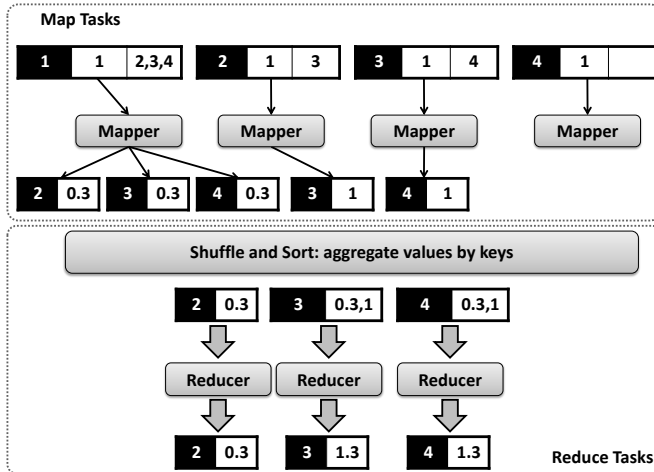 Map Tasks
1 1 2,3,4 2 1 3 3 1 4 4 1
Mapper Mapper Mapper Mapper
2 0.3 3 0.3 4 0.3 3 1 4 1
Shuffle and Sort: aggregate values by keys
2 0.3 3 0.3,1 4 0.3,1
Reducer Reducer Reducer
2 0.3 3 1.3 4 1.3
Reduce Tasks